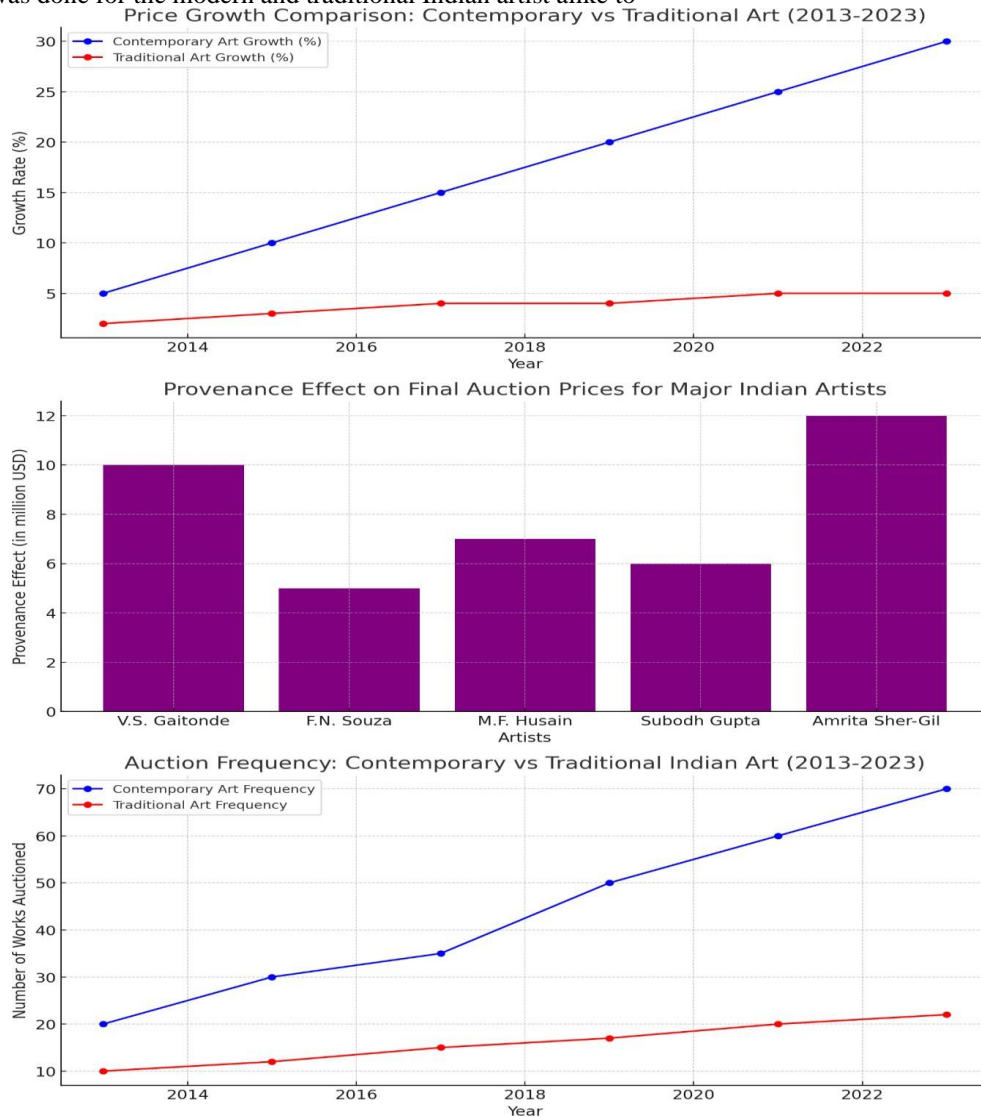 was done for the modern and traditional Indian artist alike to
Price Growth Comparison: Contemporary vs Traditional Art (2013-2023)
30
25
20
15
10
5
Growth Rate (%)
Contemporary Art Growth (%)
Traditional Art Growth (%)
2014 2016 2018 2020 2022
Year
Provenance Effect on Final Auction Prices for Major Indian Artists
12
10
8
6
4
2
0
Provenance Effect (in million USD)
V.S. Gaitonde F.N. Souza M.F. Husain Subodh Gupta Amrita Sher-Gil
Artists
Auction Frequency: Contemporary vs Traditional Indian Art (2013-2023)
70
60
50
40
30
20
10
Number of Works Auctioned
Contemporary Art Frequency
Traditional Art Frequency
2014 2016 2018 2020 2022
Year